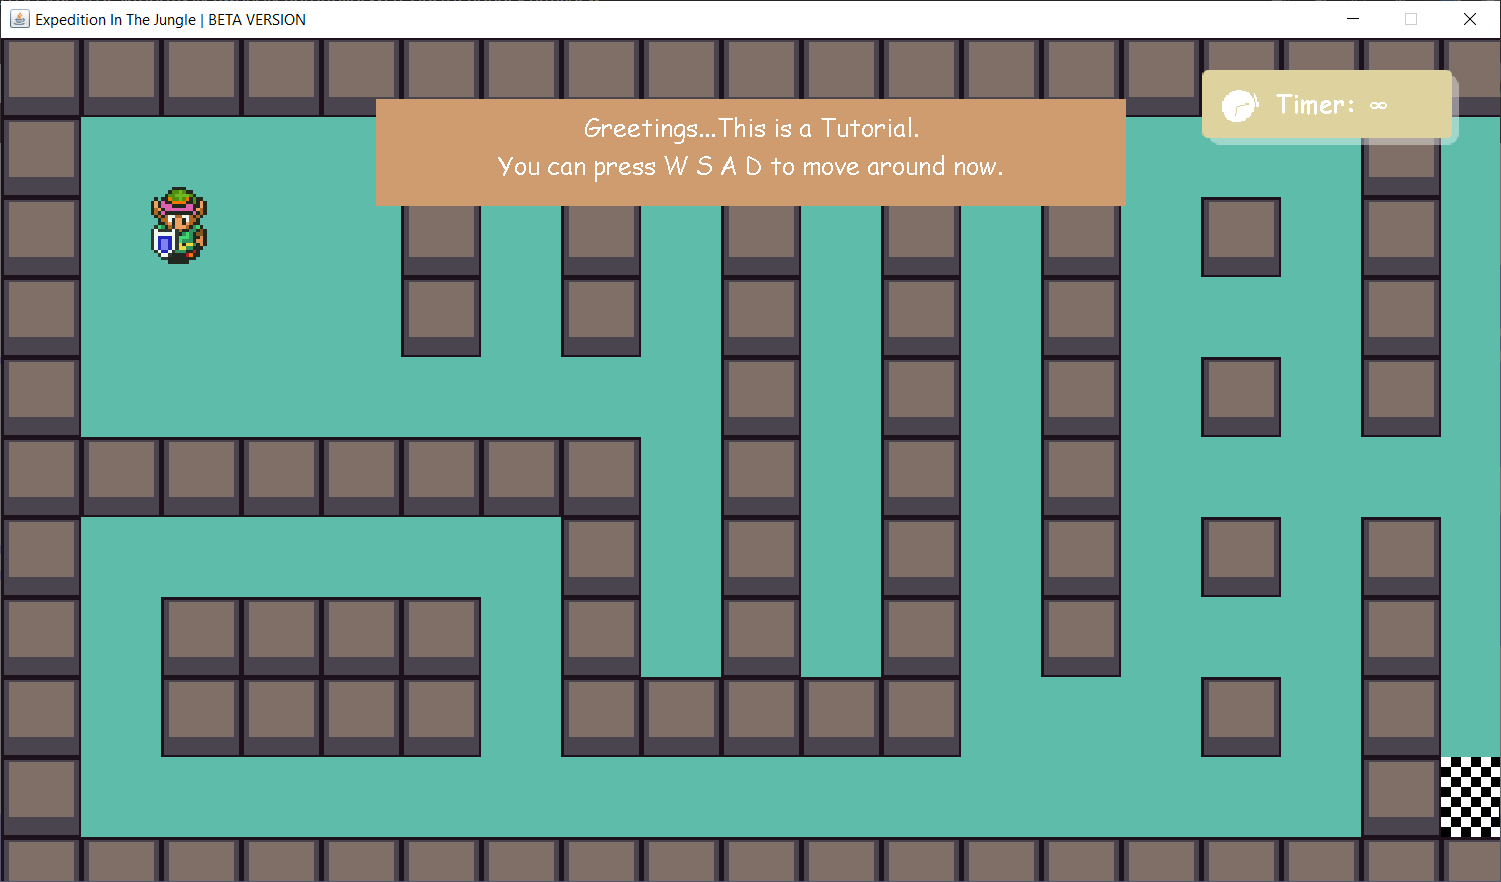 Expedition In The Jungle | BETA VERSION
Timer: ∞
Greetings...This is a Tutorial.
You can press W S A D to move around now.